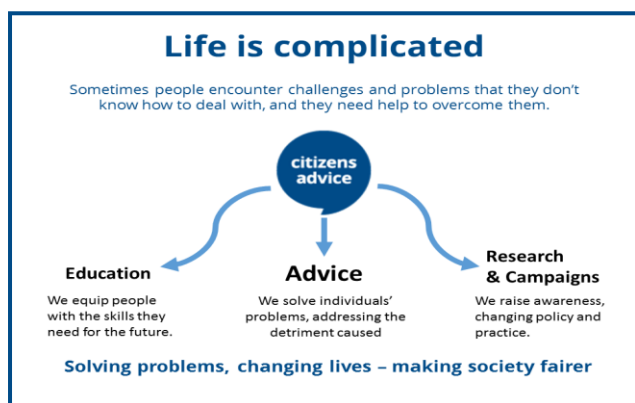 Life is complicated
Sometimes people encounter challenges and problems that they don't
know how to deal with, and they need help to overcome them.
citizens
advice
Education
We equip people
with the skills they
need for the future.
Advice
We solve individuals'
problems, addressing the
detriment caused
Research
& Campaigns
We raise awareness,
changing policy and
practice.
Solving problems, changing lives – making society fairer